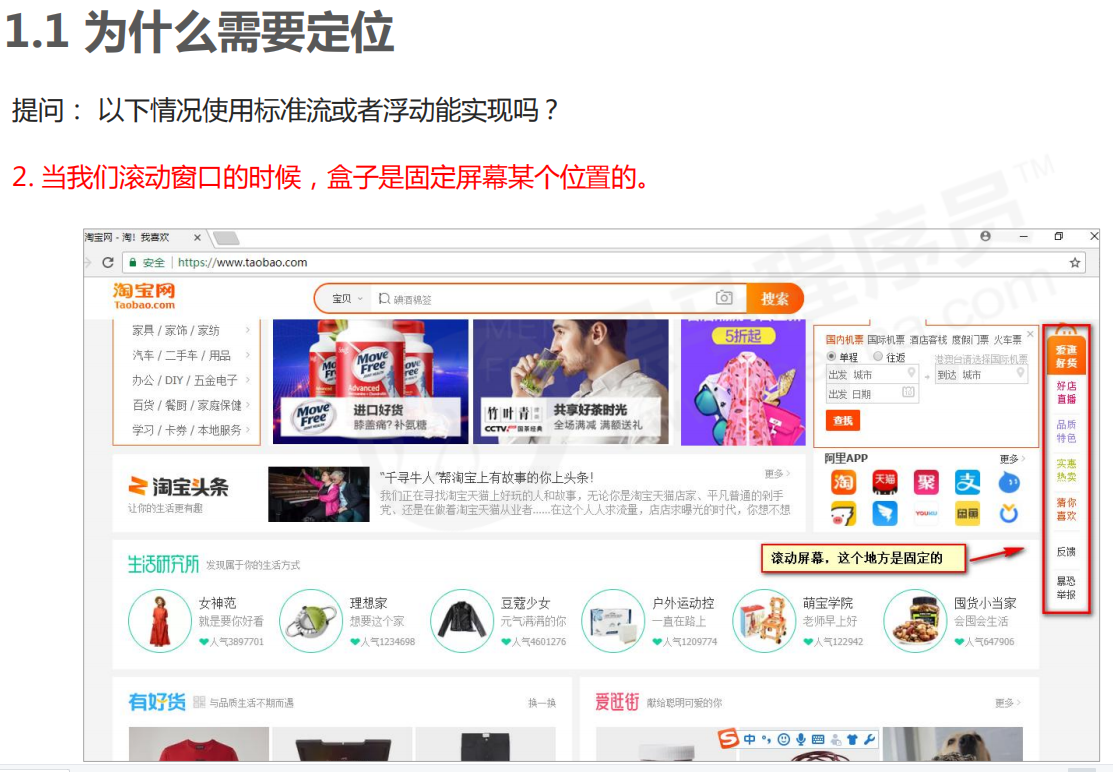 1.1 为什么需要定位
提问： 以下情况使用标准流或者浮动能实现吗？
2. 当我们滚动窗口的时候，盒子是固定屏幕某个位置的。
淘宝网 - 淘！我喜欢
安全 https://www.taobao.com
淘宝网
Taobao.com
宝贝
碘酒棉签
搜索
家具 / 家饰 / 家纺
汽车 / 二手车 / 用品
办公 / DIY / 五金电子
百货 / 餐厨 / 家庭保健
学习 / 卡券 / 本地服务
Move Free
Advanced
Move Free
进口好货
膝盖痛? 补氨糖
竹叶青
CCTV 国茶经典
共享好茶时光
全场满减 满额送礼
5折起
国内机票 国际机票 酒店客栈 度假门票 火车票
单程 往返
港澳台请选择国际机票
出发 城市
到达 城市
出发 日期
查找
阿里APP 更多
淘 天猫 聚 支
YOUKU
淘宝头条
让你的生活更有趣
“千寻牛人”帮淘宝上有故事的你上头条!
更多
我们正在寻找淘宝天猫上好玩的人和故事，无论你是淘宝天猫店家、平凡普通的剁手
党、还是在做着淘宝天猫从业者......在这个人人求流量，店店求曝光的时代，你想不想
生活研究所 发现属于你的生活方式
滚动屏幕，这个地方是固定的
女神范
就是要你好看
人气3897701
理想家
想要这个家
人气1234698
豆蔻少女
元气满满的你
人气4601276
户外运动控
一直在路上
人气1209774
萌宝学院
老师早上好
人气122942
囤货小当家
会囤会生活
人气647906
爱逛
好货
好店
直播
品质
特色
实惠
热卖
猜你
喜欢
反馈
暴恐
举报
有好货 与品质生活不期而遇
换一换
爱逛街 献给聪明可爱的你
更多
中